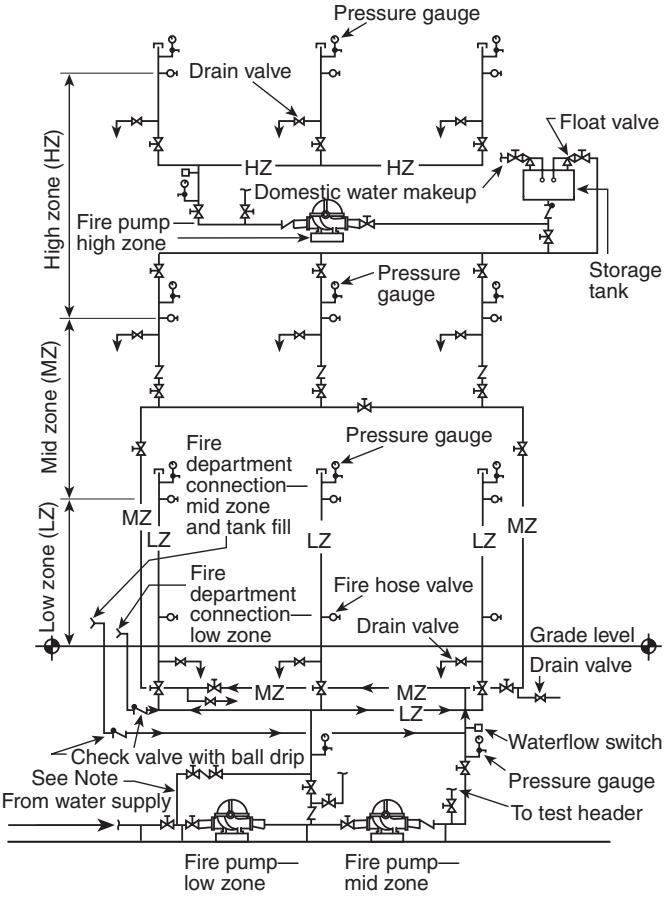 Pressure gauge
Drain valve
Float valve
High zone (HZ)
HZ
HZ
Domestic water makeup
Fire pump
high zone
Storage
tank
Pressure
gauge
Mid zone (MZ)
Fire
department
connection—
mid zone
and tank fill
Pressure gauge
MZ
LZ
LZ
LZ
MZ
Low zone (LZ)
Fire
department
connection—
low zone
Fire hose valve
Drain valve
Grade level
Drain valve
MZ
MZ
LZ
Check valve with ball drip
Waterflow switch
See Note
From water supply
Pressure gauge
To test header
Fire pump—
low zone
Fire pump—
mid zone